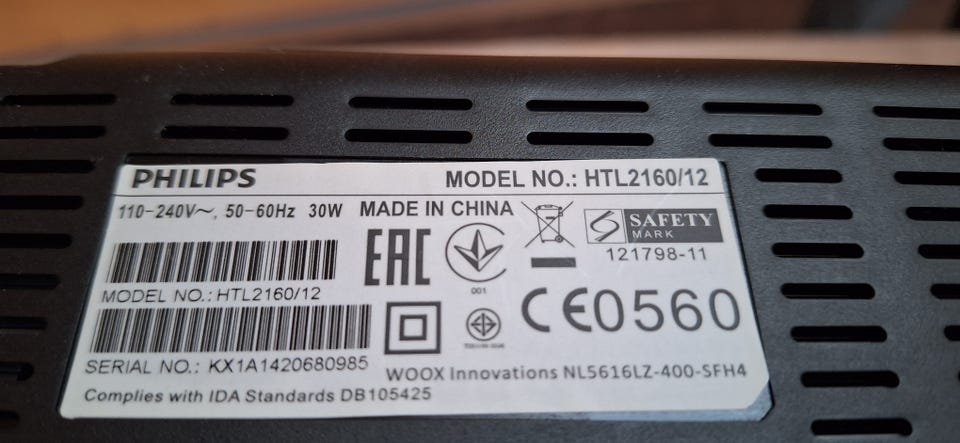 PHILIPS MODEL NO.: HTL2160/12
110-240V~, 50-60Hz 30W MADE IN CHINA
EAC
001
SAFETY
MARK
121798-11
MODEL NO.: HTL2160/12
CE0560
SERIAL NO.: KX1A1420680985
WOOX Innovations NL5616LZ-400-SFH4
Complies with IDA Standards DB105425